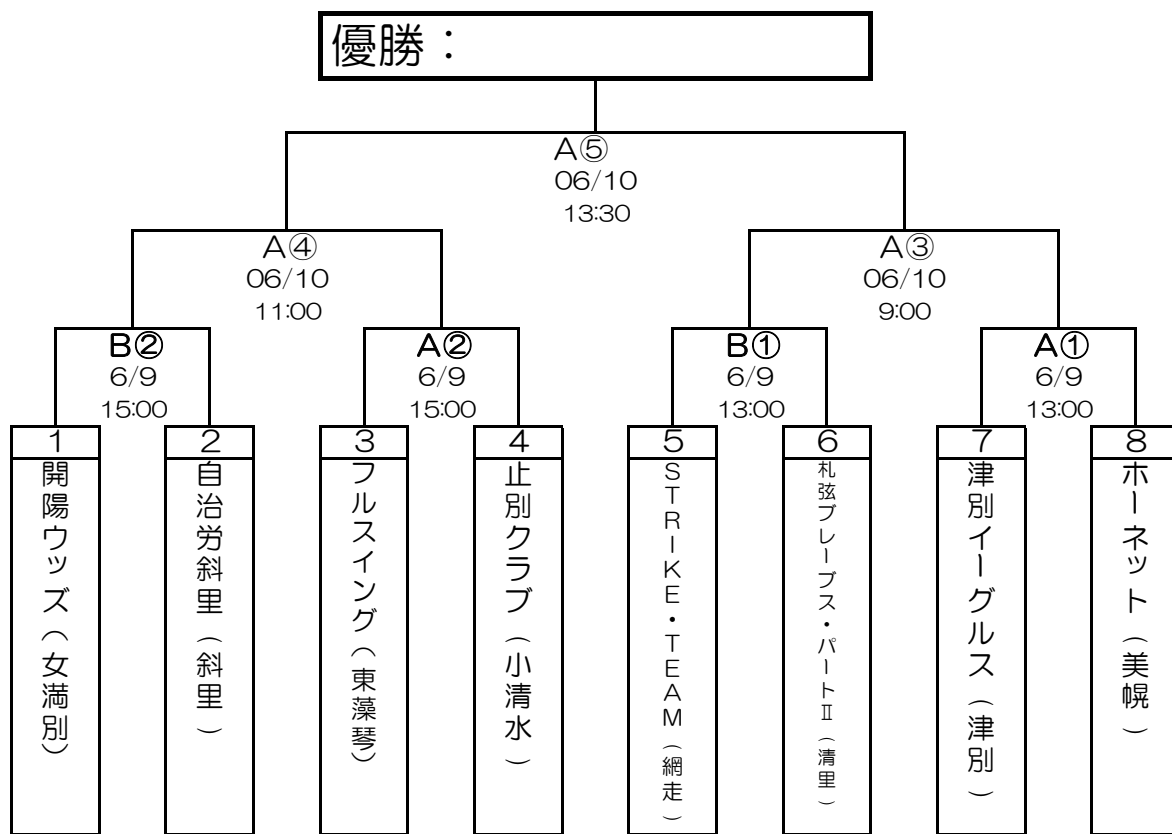 優勝：
A⑤
06/10
13:30
A④
06/10
11:00
A③
06/10
9:00
B②
6/9
15:00
A②
6/9
15:00
B①
6/9
13:00
A①
6/9
13:00
1
開陽ウッズ（女満別）
2
自治労斜里（斜里）
3
フルスイング（東藻琴）
4
止別クラブ（小清水）
5
STRIKE・TEAM（網走）
6
札弦ブレーブス・パートⅡ（清里）
7
津別イーグルス（津別）
8
ホーネット（美幌）